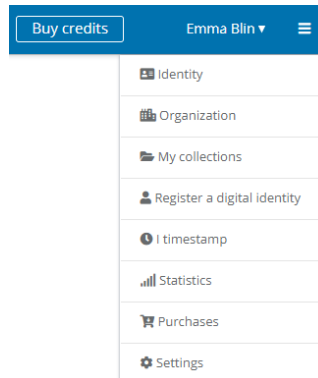 Buy credits
Emma Blin
Identity
Organization
My collections
Register a digital identity
I timestamp
Statistics
Purchases
Settings